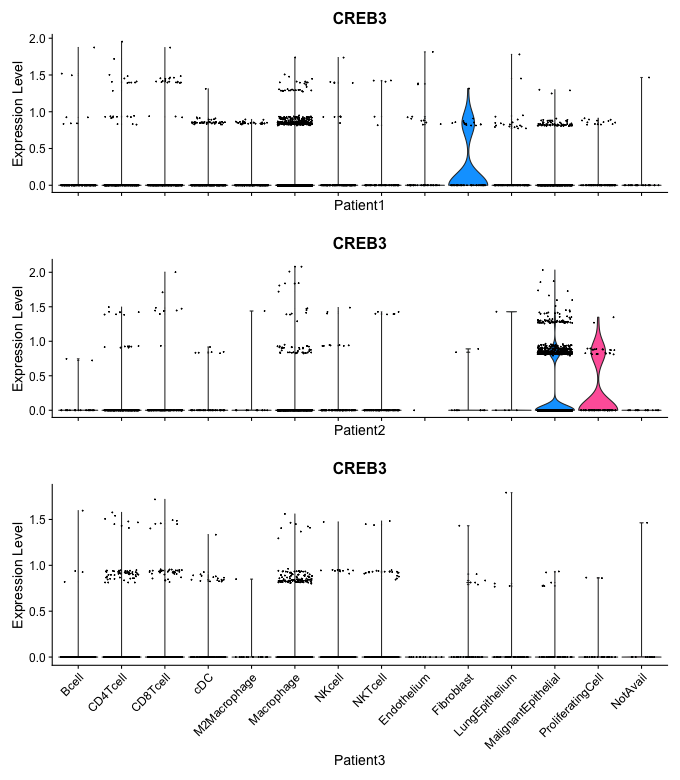 CREB3
Expression Level
2.0
1.5
1.0
0.5
0.0
Patient1
CREB3
Expression Level
2.0
1.5
1.0
0.5
0.0
Patient2
CREB3
Expression Level
1.5
1.0
0.5
0.0
Bcell
CD4Tcell
CD8Tcell
cDC
M2Macrophage
Macrophage
NKcell
NKTcell
Endothelium
Fibroblast
LungEpithelium
MalignantEpithelial
ProliferatingCell
NotAvail
Patient3